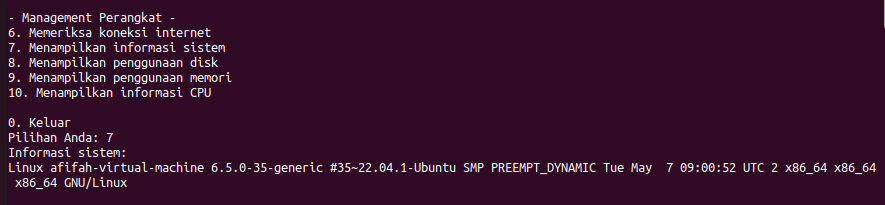 - Management Perangkat -
6. Memeriksa koneksi internet
7. Menampilkan informasi sistem
8. Menampilkan penggunaan disk
9. Menampilkan penggunaan memori
10. Menampilkan informasi CPU
0. Keluar
Pilihan Anda: 7
Informasi sistem:
Linux afifah-virtual-machine 6.5.0-35-generic #35~22.04.1-Ubuntu SMP PREEMPT_DYNAMIC Tue May  7 09:00:52 UTC 2 x86_64 x86_64
x86_64 GNU/Linux